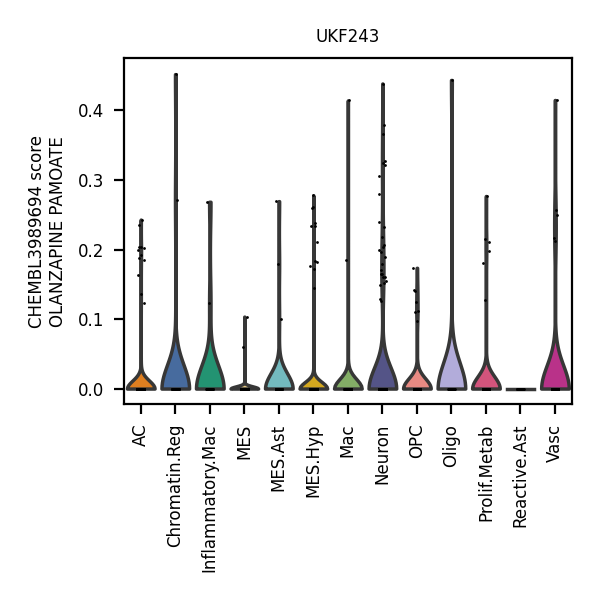 UKF243
CHEMBL3989694 score
OLANZAPINE PAMOATE
0.4
0.3
0.2
0.1
0.0
AC
Chromatin.Reg
Inflammatory.Mac
MES
MES.Ast
MES.Hyp
Mac
Neuron
OPC
Oligo
Prolif.Metab
Reactive.Ast
Vasc